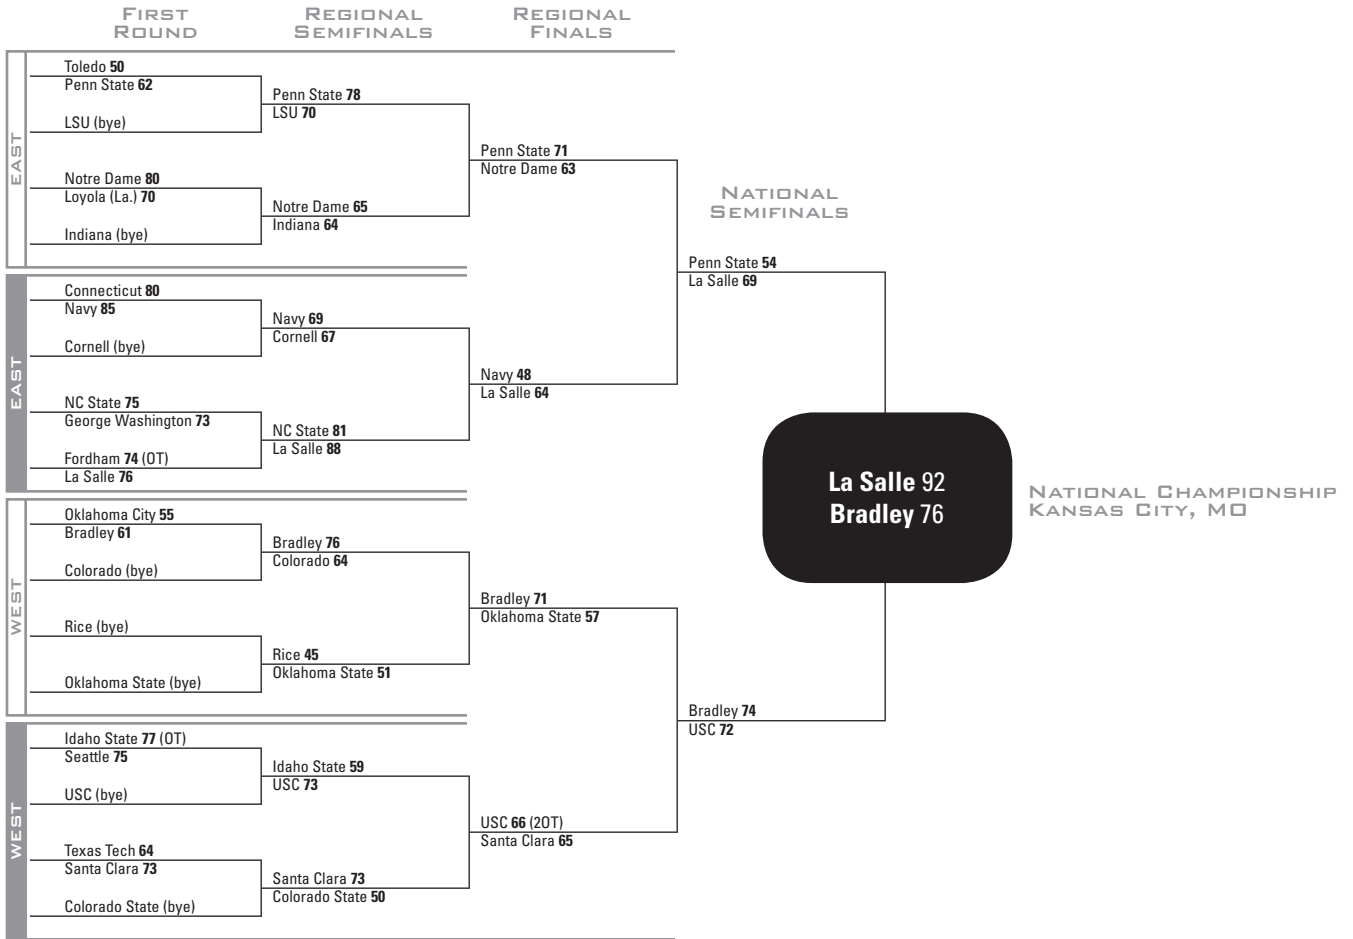 FIRST ROUND
REGIONAL SEMIFINALS
REGIONAL FINALS
EAST
Toledo 50
Penn State 62
LSU (bye)
Notre Dame 80
Loyola (La.) 70
Indiana (bye)
Penn State 78
LSU 70
Notre Dame 65
Indiana 64
Penn State 71
Notre Dame 63
EAST
Connecticut 80
Navy 85
Cornell (bye)
NC State 75
George Washington 73
Fordham 74 (OT)
La Salle 76
Navy 69
Cornell 67
NC State 81
La Salle 88
Navy 48
La Salle 64
WEST
Oklahoma City 55
Bradley 61
Colorado (bye)
Rice (bye)
Oklahoma State (bye)
Bradley 76
Colorado 64
Rice 45
Oklahoma State 51
Bradley 71
Oklahoma State 57
WEST
Idaho State 77 (OT)
Seattle 75
USC (bye)
Texas Tech 64
Santa Clara 73
Colorado State (bye)
Idaho State 59
USC 73
Santa Clara 73
Colorado State 50
USC 66 (2OT)
Santa Clara 65
NATIONAL
SEMIFINALS
Penn State 54
La Salle 69
Bradley 74
USC 72
La Salle 92
Bradley 76
NATIONAL CHAMPIONSHIP
KANSAS CITY, MO